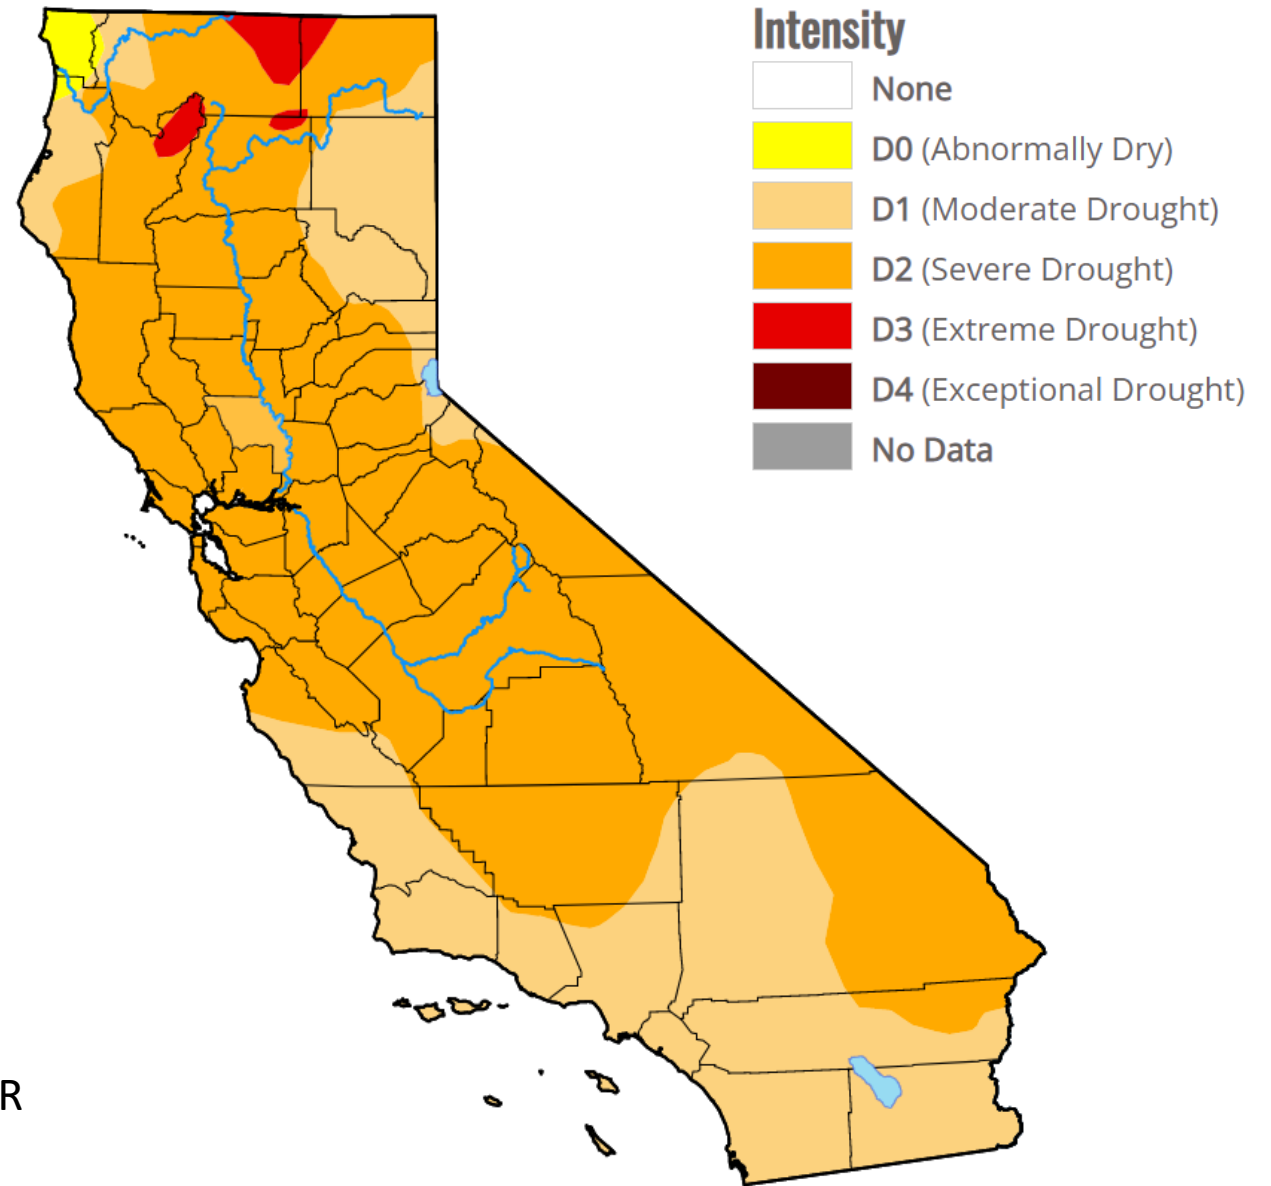 Intensity
None
D0 (Abnormally Dry)
D1 (Moderate Drought)
D2 (Severe Drought)
D3 (Extreme Drought)
D4 (Exceptional Drought)
No Data
R